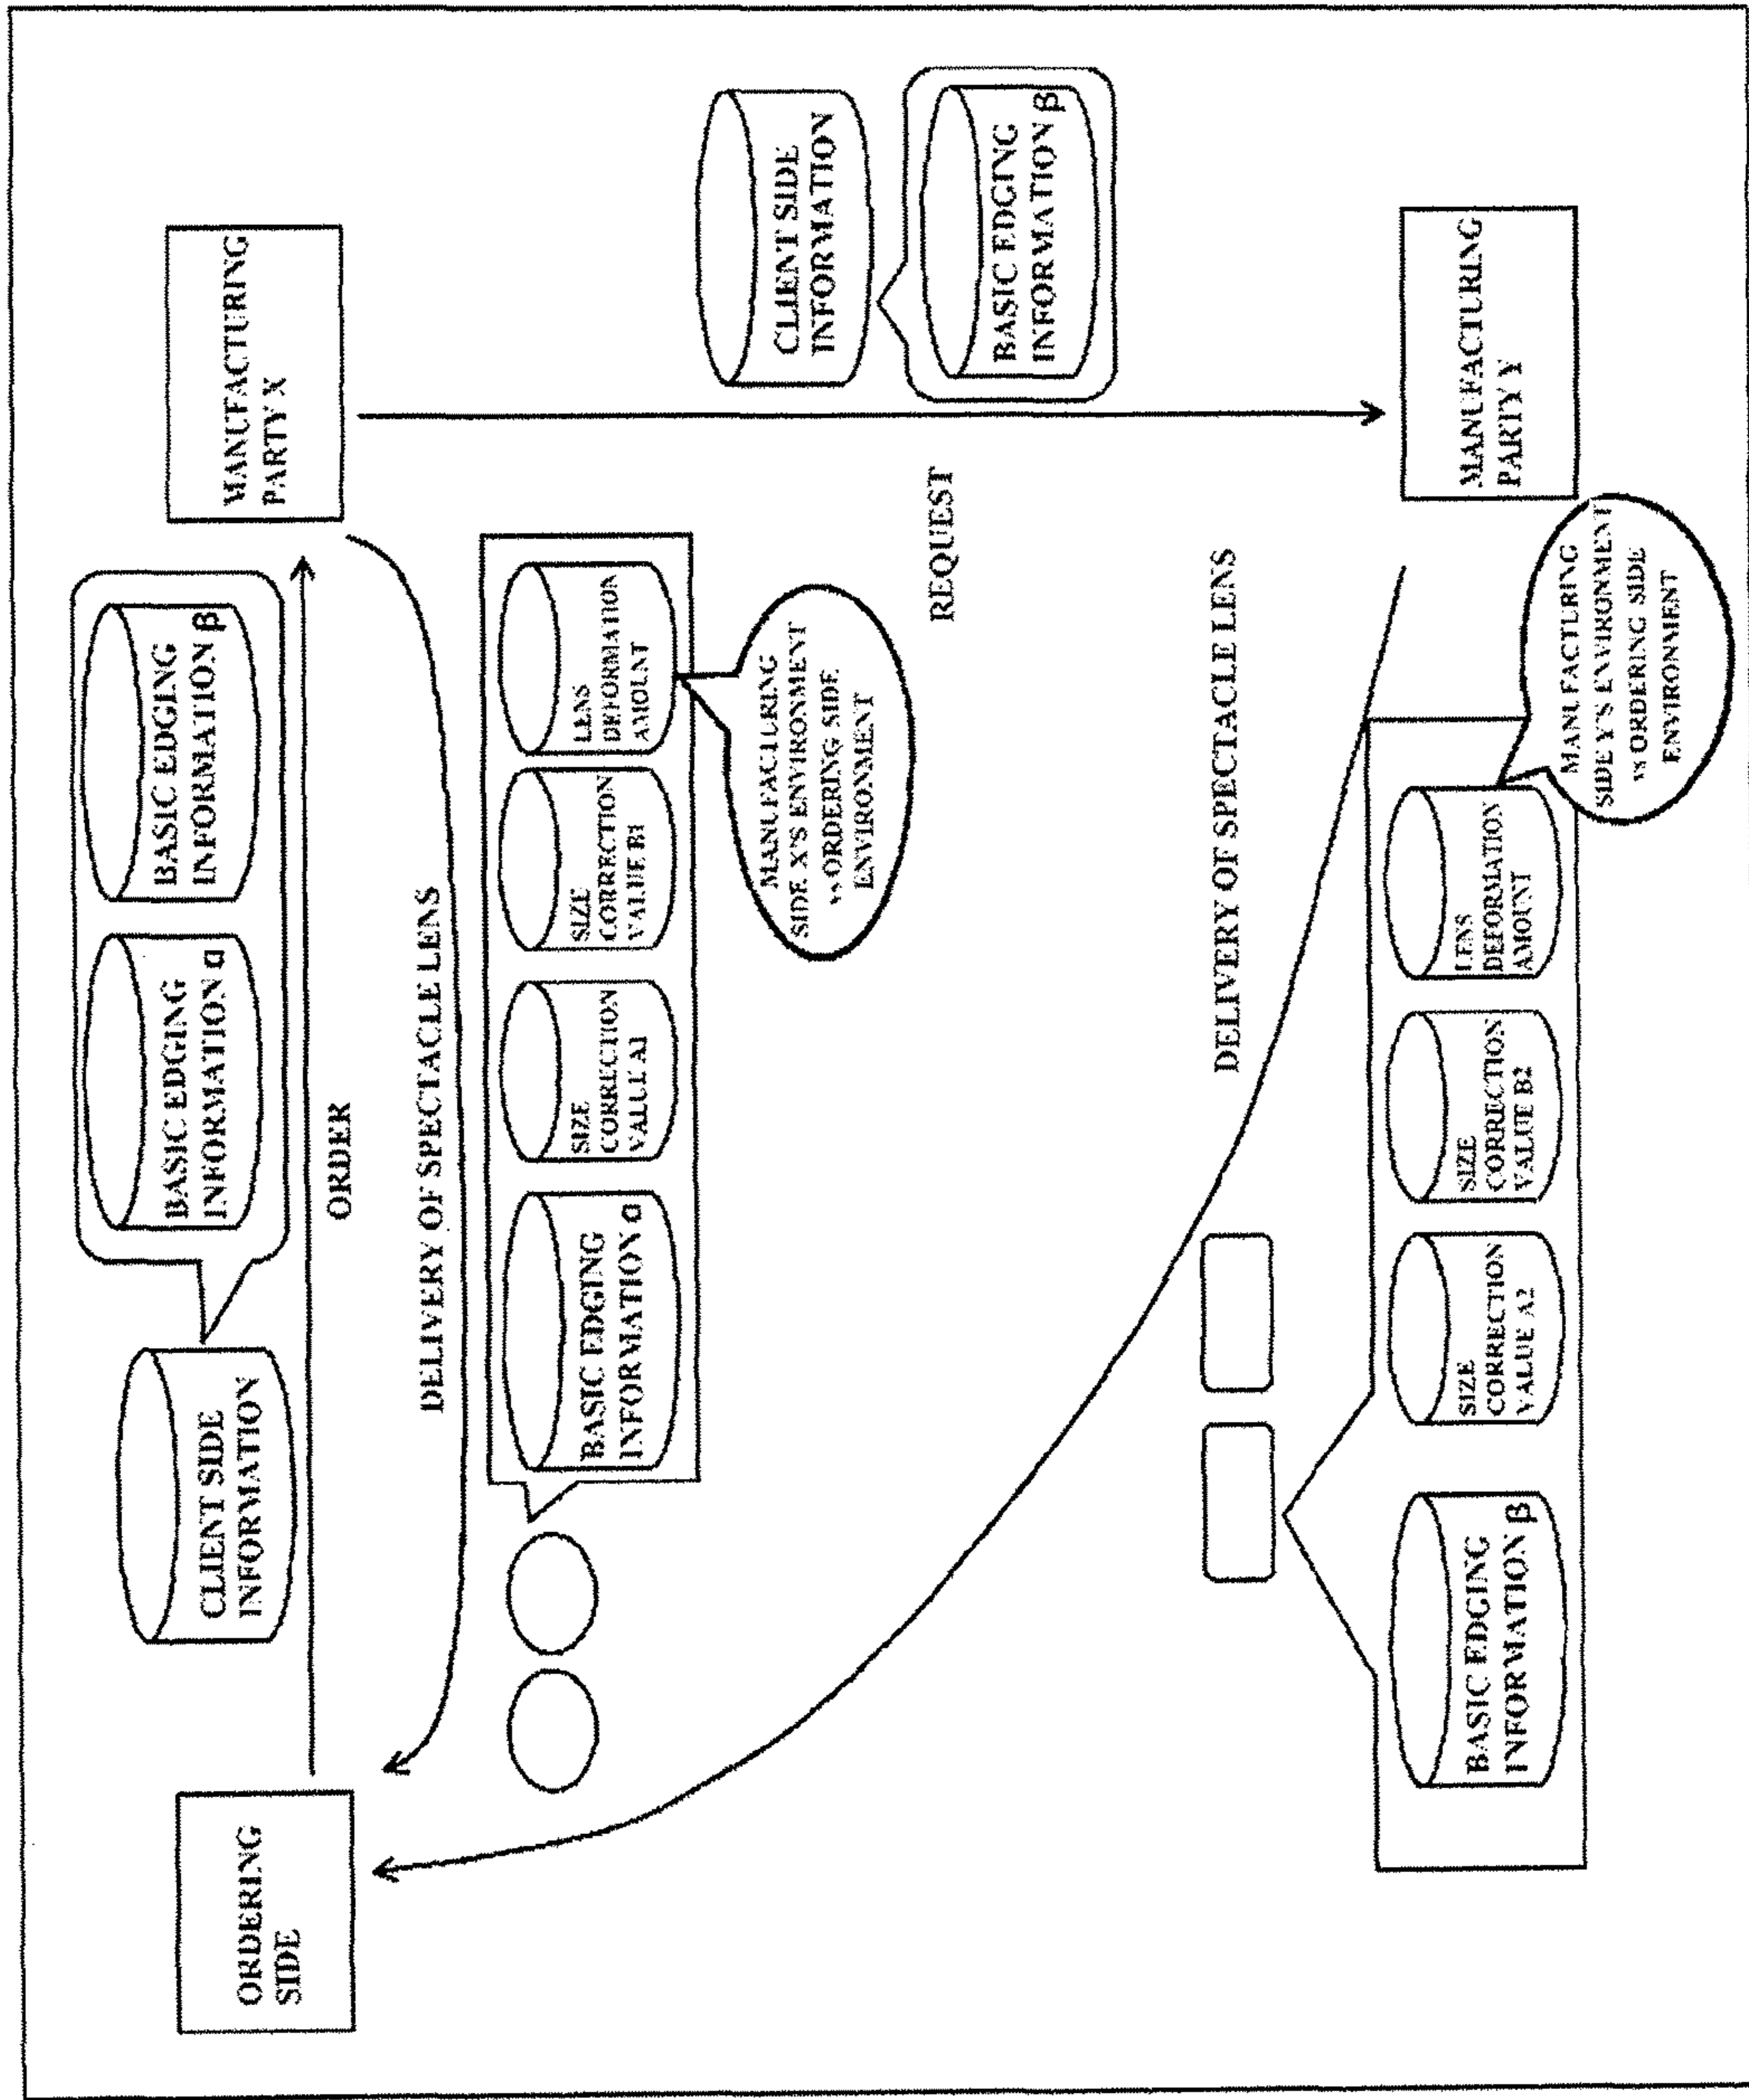 ORDERING
SIDE
CLIENT SIDE
INFORMATION
BASIC EDGING
INFORMATION α
BASIC EDGING
INFORMATION β
ORDER
MANUFACTURING
PARTY X
DELIVERY OF SPECTACLE LENS
BASIC EDGING
INFORMATION α
SIZE
CORRECTION
VALUE A1
SIZE
CORRECTION
VALUE B1
LENS
DEFORMATION
AMOUNT
MANUFACTURING
SIDE X'S ENVIRONMENT
vs ORDERING SIDE
ENVIRONMENT
CLIENT SIDE
INFORMATION
BASIC EDGING
INFORMATION β
REQUEST
DELIVERY OF SPECTACLE LENS
BASIC EDGING
INFORMATION β
SIZE
CORRECTION
VALUE A2
SIZE
CORRECTION
VALUE B2
LENS
DEFORMATION
AMOUNT
MANUFACTURING
SIDE Y'S ENVIRONMENT
vs ORDERING SIDE
ENVIRONMENT
MANUFACTURING
PARTY Y